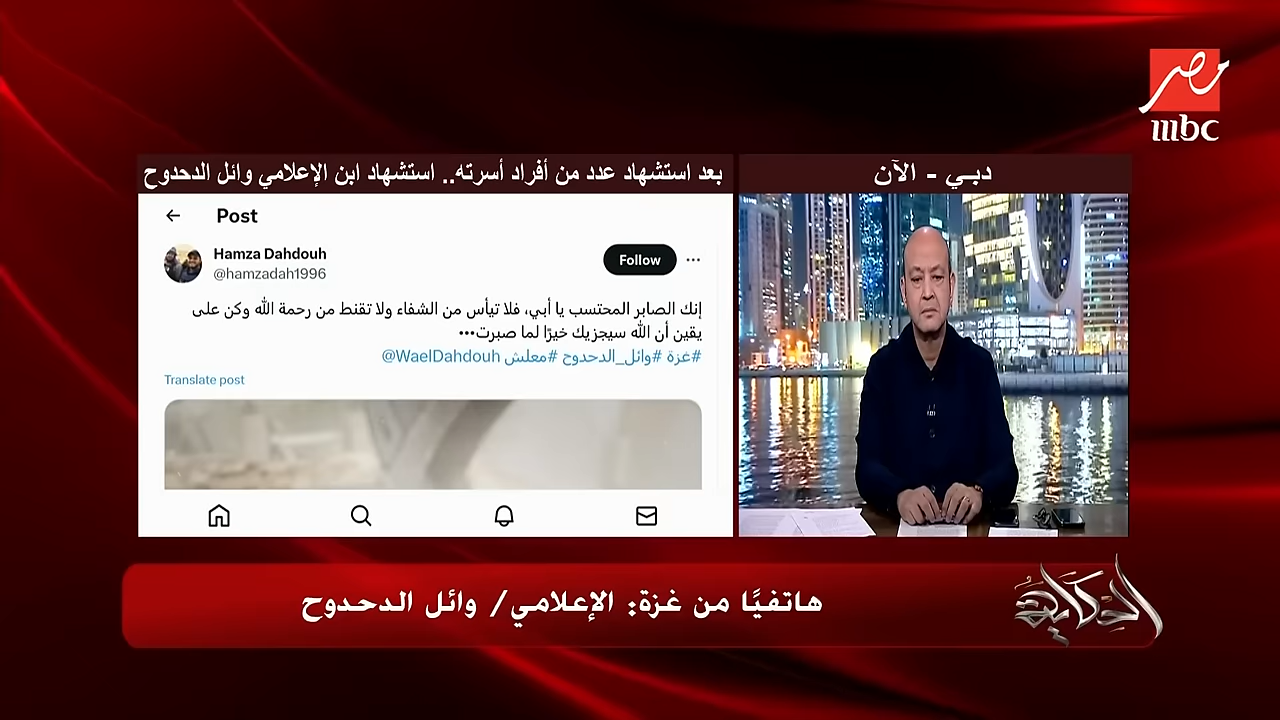 مصر
mbc
دبي - الآن
بعد استشهاد عدد من أفراد أسرته.. استشهاد ابن الإعلامي وائل الدحدوح
Post
Hamza Dahdouh
@hamzadah1996
Follow
إنك الصابر المحتسب يا أبي، فلا تيأس من الشفاء ولا تقنط من رحمة الله وكن على
يقين أن الله سيجزيك خيرًا لما صبرت•••
#غزة #وائل_الدحدوح #معلش @WaelDahdouh
Translate post
هاتفيًا من غزة: الإعلامي/ وائل الدحدوح
الحكاية